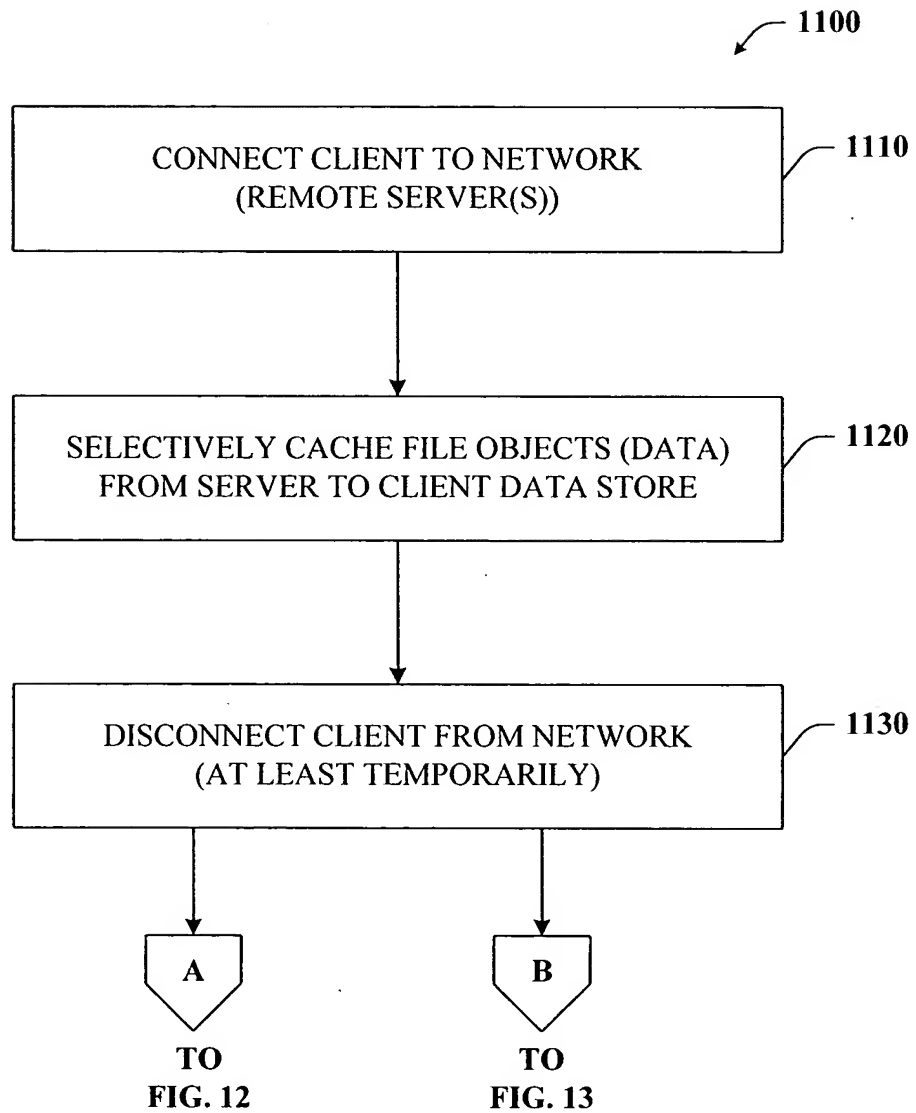 1100
CONNECT CLIENT TO NETWORK
(REMOTE SERVER(S))
1110
SELECTIVELY CACHE FILE OBJECTS (DATA)
FROM SERVER TO CLIENT DATA STORE
1120
DISCONNECT CLIENT FROM NETWORK
(AT LEAST TEMPORARILY)
1130
A
B
TO
FIG. 12
TO
FIG. 13